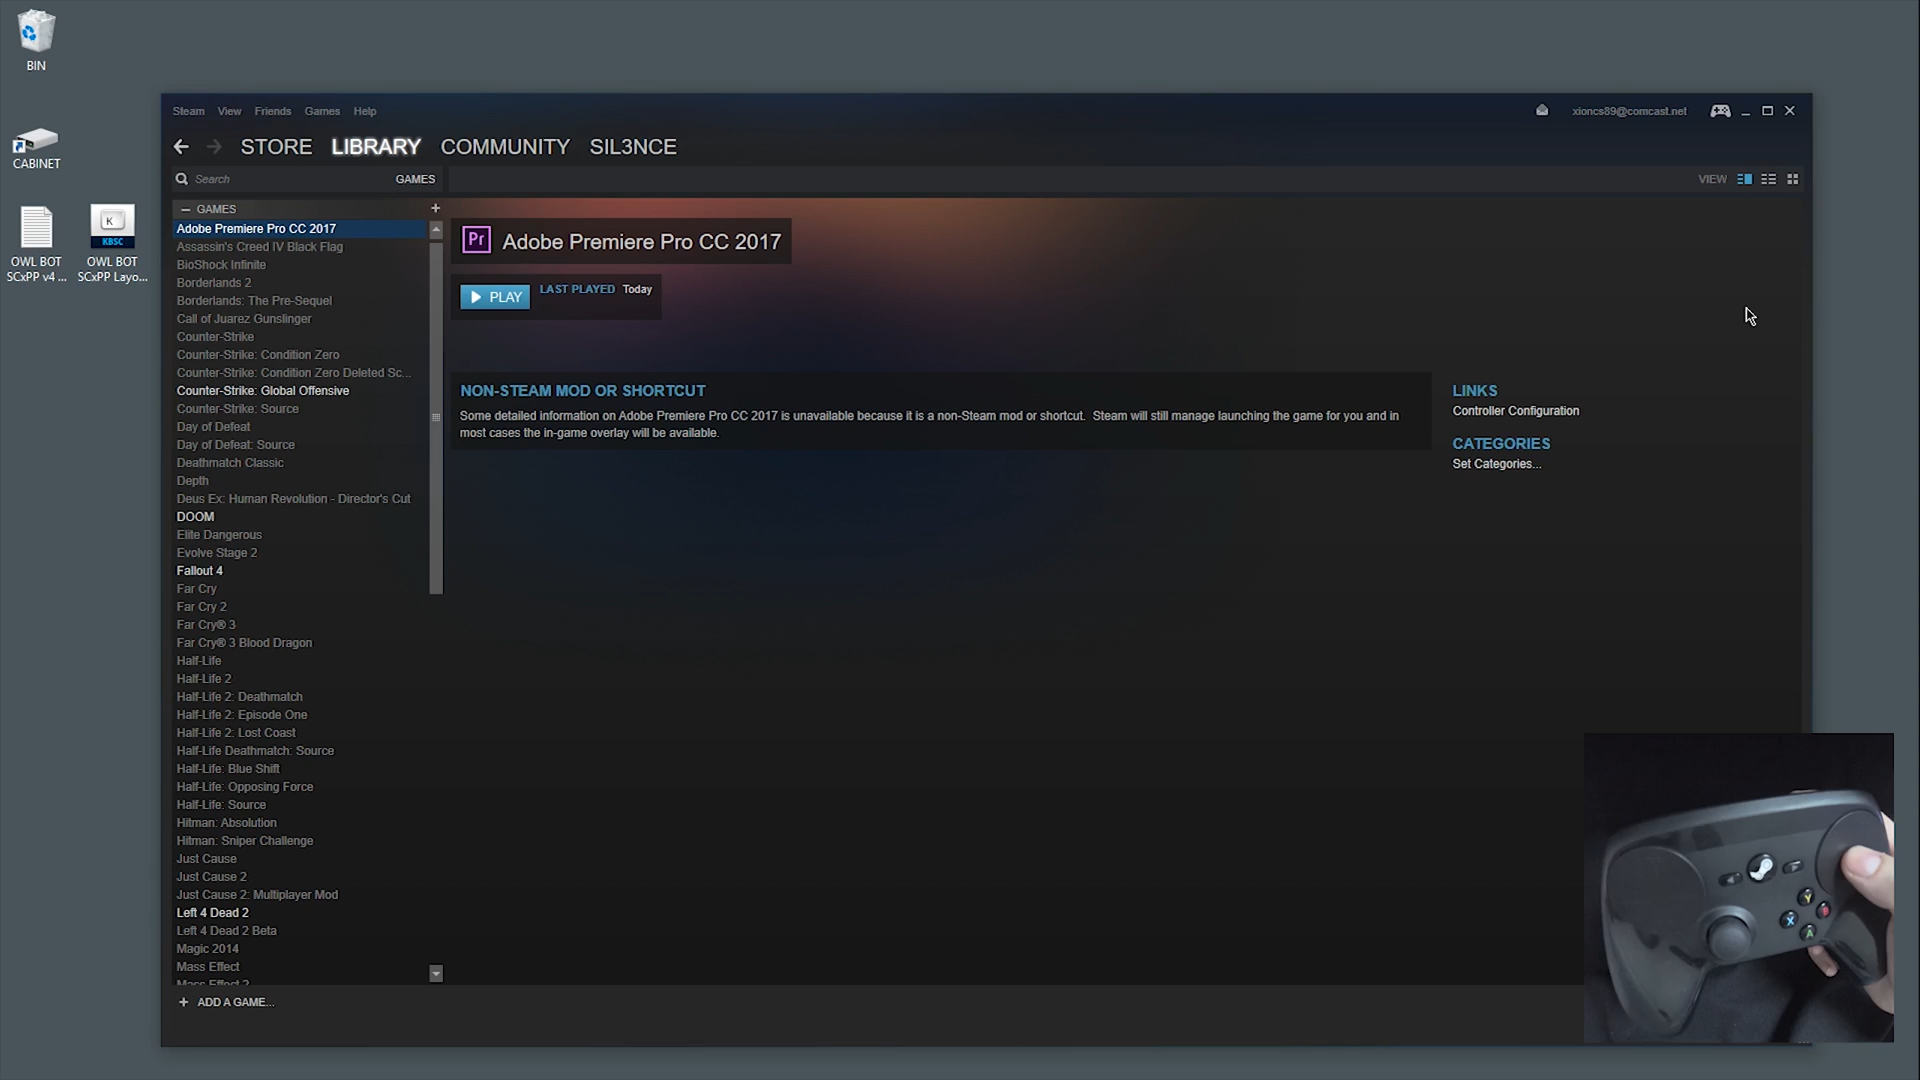 BIN
CABINET
OWL BOT
SCxPP v4 ...
OWL BOT
SCxPP Layo...
K
KBSC
Steam View Friends Games Help
xioncs89@comcast.net
STORE LIBRARY COMMUNITY SIL3NCE
Search GAMES
VIEW
— GAMES +
Adobe Premiere Pro CC 2017
Assassin's Creed IV Black Flag
BioShock Infinite
Borderlands 2
Borderlands: The Pre-Sequel
Call of Juarez Gunslinger
Counter-Strike
Counter-Strike: Condition Zero
Counter-Strike: Condition Zero Deleted Sc...
Counter-Strike: Global Offensive
Counter-Strike: Source
Day of Defeat
Day of Defeat: Source
Deathmatch Classic
Depth
Deus Ex: Human Revolution - Director's Cut
DOOM
Elite Dangerous
Evolve Stage 2
Fallout 4
Far Cry
Far Cry 2
Far Cry® 3
Far Cry® 3 Blood Dragon
Half-Life
Half-Life 2
Half-Life 2: Deathmatch
Half-Life 2: Episode One
Half-Life 2: Lost Coast
Half-Life Deathmatch: Source
Half-Life: Blue Shift
Half-Life: Opposing Force
Half-Life: Source
Hitman: Absolution
Hitman: Sniper Challenge
Just Cause
Just Cause 2
Just Cause 2: Multiplayer Mod
Left 4 Dead 2
Left 4 Dead 2 Beta
Magic 2014
Mass Effect
Mass Effect 2
+ ADD A GAME...
Pr Adobe Premiere Pro CC 2017
PLAY
LAST PLAYED Today
NON-STEAM MOD OR SHORTCUT
Some detailed information on Adobe Premiere Pro CC 2017 is unavailable because it is a non-Steam mod or shortcut. Steam will still manage launching the game for you and in
most cases the in-game overlay will be available.
LINKS
Controller Configuration
CATEGORIES
Set Categories...
Y
X
A